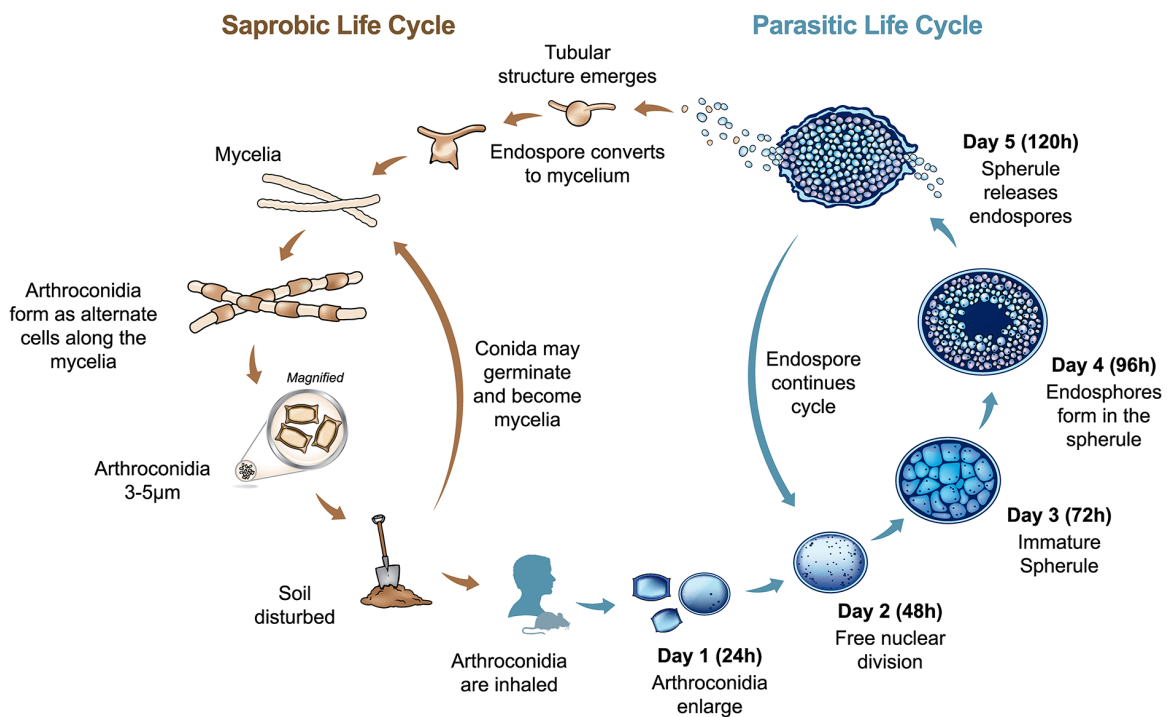 Saprobic Life Cycle
Parasitic Life Cycle
Tubular
structure emerges
Endospore converts
to mycelium
Mycelia
Arthroconidia
form as alternate
cells along the
mycelia
Magnified
Arthroconidia
3-5µm
Conida may
germinate
and become
mycelia
Soil
disturbed
Arthroconidia
are inhaled
Day 1 (24h)
Arthroconidia
enlarge
Day 2 (48h)
Free nuclear
division
Day 3 (72h)
Immature
Spherule
Day 4 (96h)
Endosphores
form in the
spherule
Day 5 (120h)
Spherule
releases
endospores
Endospore
continues
cycle